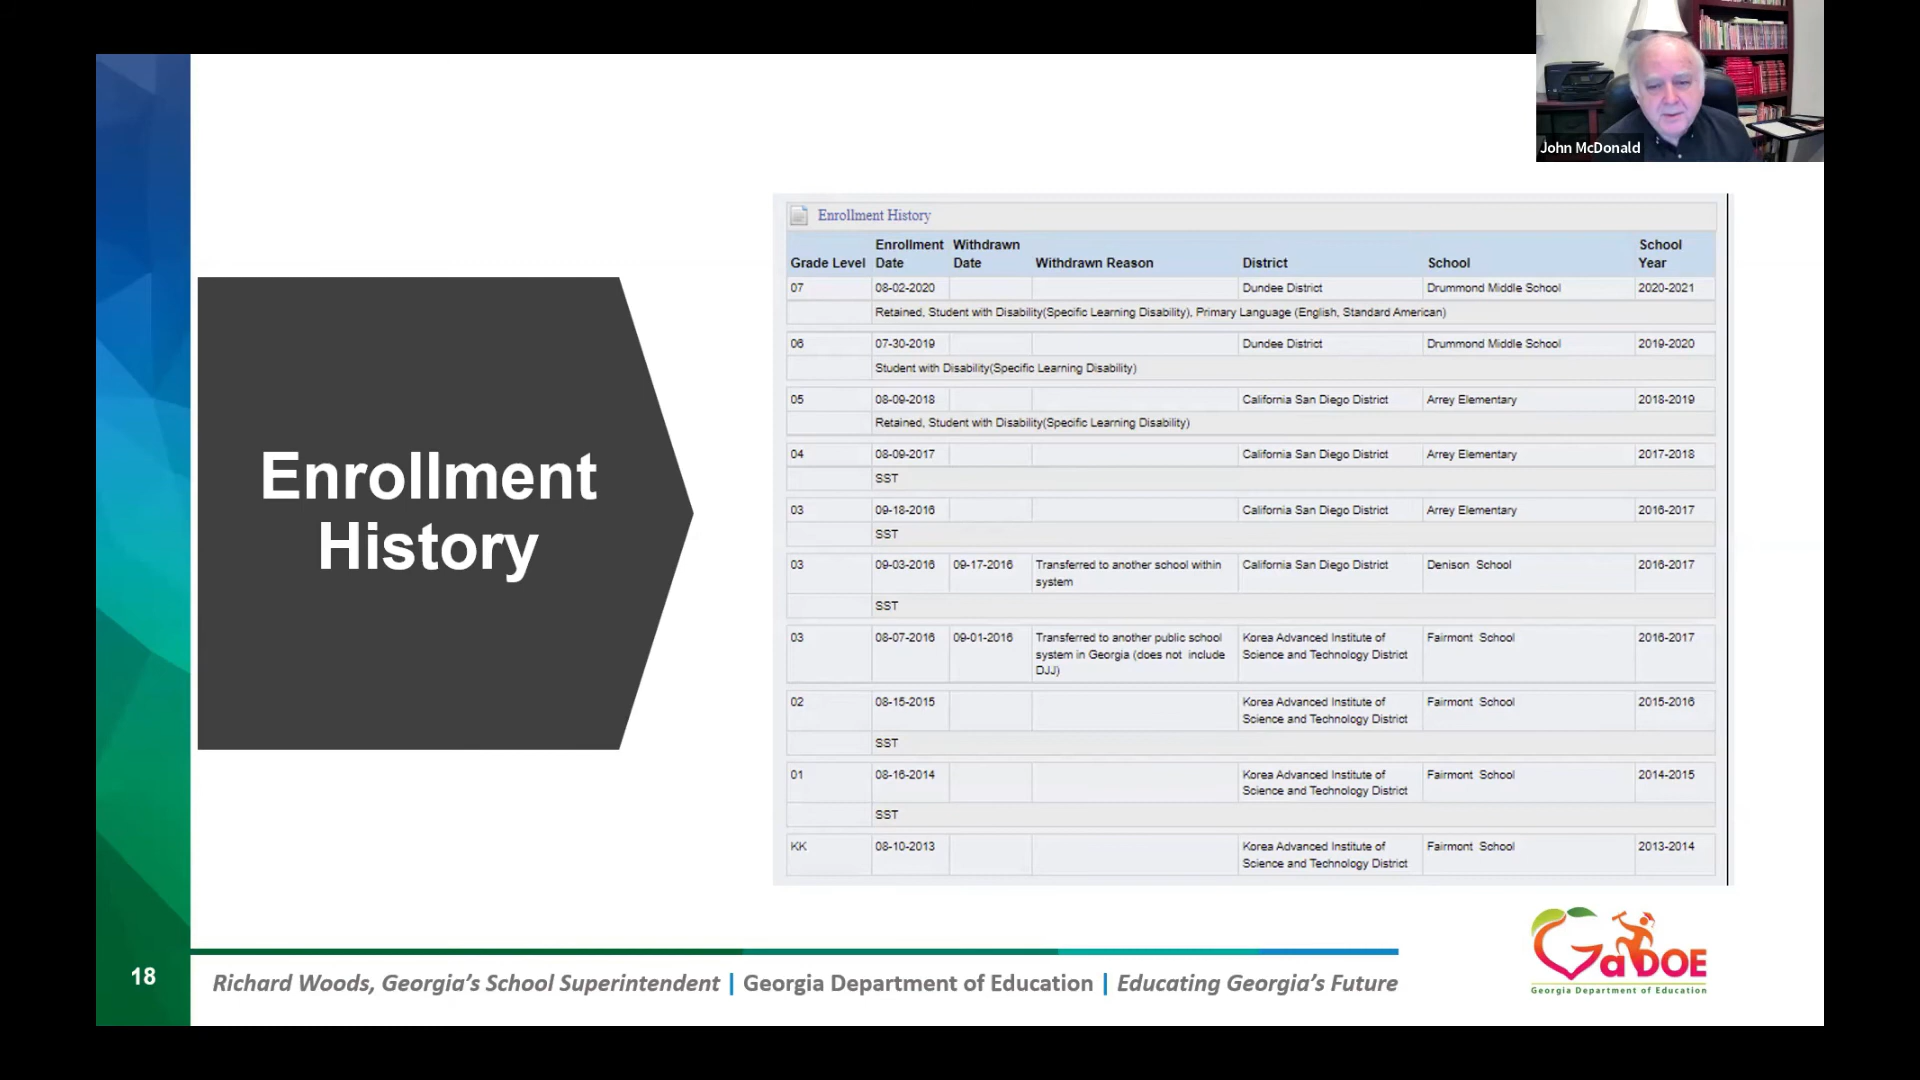 John McDonald
Enrollment
History
Enrollment History
Grade Level Enrollment Date Withdrawn Date Withdrawn Reason District School School Year
07 08-02-2020 Dundee District Drummond Middle School 2020-2021
Retained, Student with Disability(Specific Learning Disability), Primary Language (English, Standard American)
06 07-30-2019 Dundee District Drummond Middle School 2019-2020
Student with Disability(Specific Learning Disability)
05 08-09-2018 California San Diego District Arrey Elementary 2018-2019
Retained, Student with Disability(Specific Learning Disability)
04 08-09-2017 California San Diego District Arrey Elementary 2017-2018
SST
03 09-18-2016 California San Diego District Arrey Elementary 2016-2017
SST
03 09-03-2016 09-17-2016 Transferred to another school within system California San Diego District Denison School 2016-2017
SST
03 08-07-2016 09-01-2016 Transferred to another public school system in Georgia (does not include DJJ) Korea Advanced Institute of Science and Technology District Fairmont School 2016-2017
02 08-15-2015 Korea Advanced Institute of Science and Technology District Fairmont School 2015-2016
SST
01 08-16-2014 Korea Advanced Institute of Science and Technology District Fairmont School 2014-2015
SST
KK 08-10-2013 Korea Advanced Institute of Science and Technology District Fairmont School 2013-2014
18
Richard Woods, Georgia's School Superintendent | Georgia Department of Education | Educating Georgia's Future
GaDOE
Georgia Department of Education